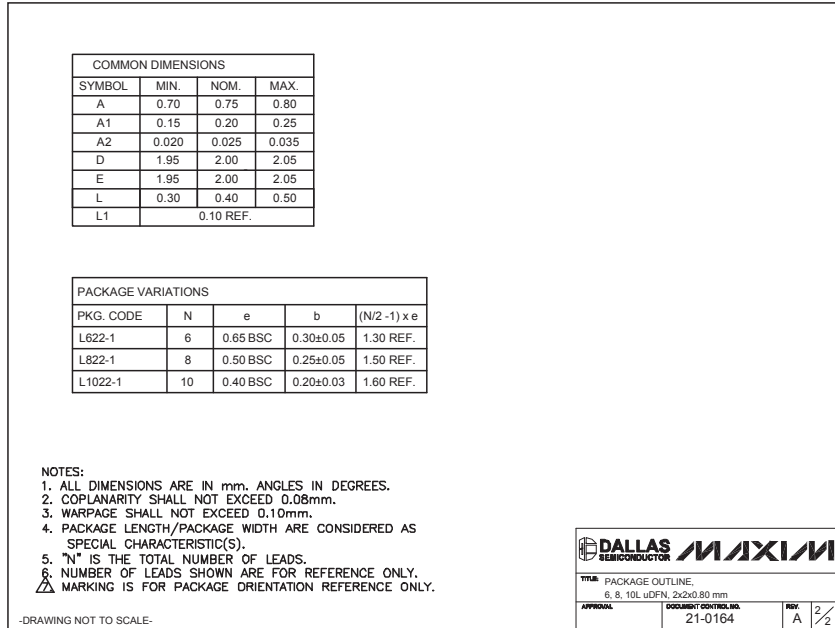 COMMON DIMENSIONS
SYMBOL MIN. NOM. MAX.
A 0.70 0.75 0.80
A1 0.15 0.20 0.25
A2 0.020 0.025 0.035
D 1.95 2.00 2.05
E 1.95 2.00 2.05
L 0.30 0.40 0.50
L1 0.10 REF.
PACKAGE VARIATIONS
PKG. CODE N e b (N/2 -1) x e
L622-1 6 0.65 BSC 0.30±0.05 1.30 REF.
L822-1 8 0.50 BSC 0.25±0.05 1.50 REF.
L1022-1 10 0.40 BSC 0.20±0.03 1.60 REF.
NOTES:
1. ALL DIMENSIONS ARE IN mm. ANGLES IN DEGREES.
2. COPLANARITY SHALL NOT EXCEED 0.08mm.
3. WARPAGE SHALL NOT EXCEED 0.10mm.
4. PACKAGE LENGTH/PACKAGE WIDTH ARE CONSIDERED AS
SPECIAL CHARACTERISTIC(S).
5. "N" IS THE TOTAL NUMBER OF LEADS.
6. NUMBER OF LEADS SHOWN ARE FOR REFERENCE ONLY.
MARKING IS FOR PACKAGE ORIENTATION REFERENCE ONLY.
-DRAWING NOT TO SCALE-
DALLAS SEMICONDUCTOR MAXIM
TITLE: PACKAGE OUTLINE,
6, 8, 10L uDFN, 2x2x0.80 mm
APPROVAL DOCUMENT CONTROL NO. REV.
21-0164 A 2/2